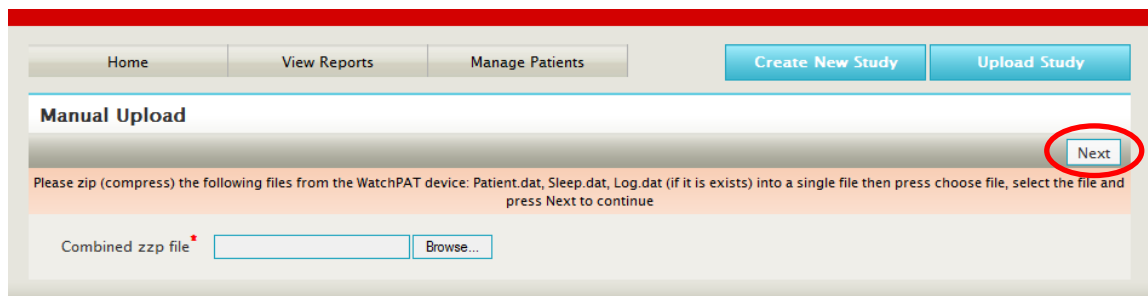 Home View Reports Manage Patients Create New Study Upload Study
Manual Upload
Next
Please zip (compress) the following files from the WatchPAT device: Patient.dat, Sleep.dat, Log.dat (if it is exists) into a single file then press choose file, select the file and
press Next to continue
Combined zzp file* Browse...